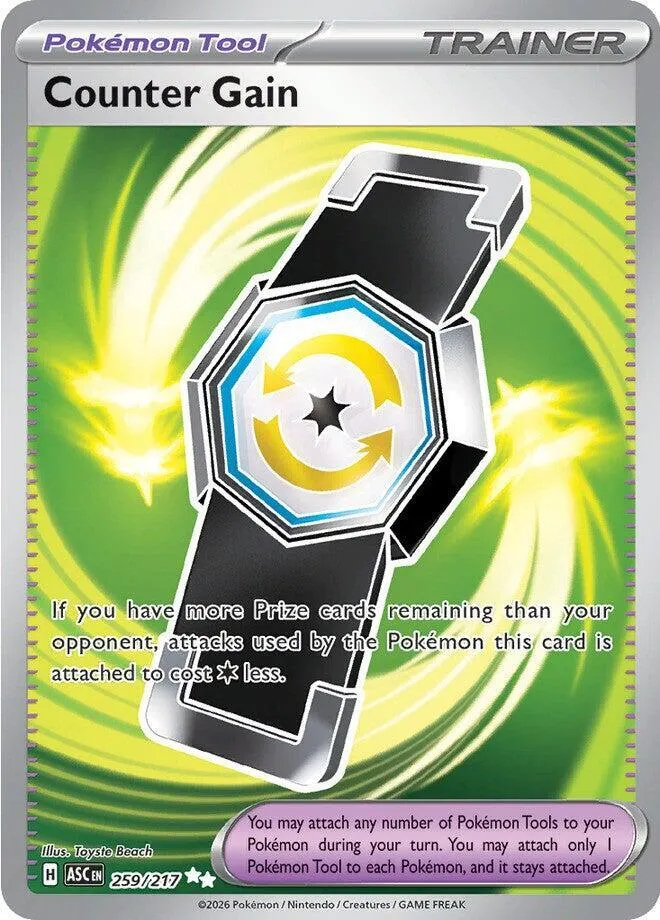 Pokémon Tool
TRAINER
Counter Gain
If you have more Prize cards remaining than your
opponent, attacks used by the Pokémon this card is
attached to cost less.
You may attach any number of Pokémon Tools to your
Pokémon during your turn. You may attach only 1
Pokémon Tool to each Pokémon, and it stays attached.
Illus. Toyste Beach
H ASC EN 259/217 ★★
©2026 Pokémon / Nintendo / Creatures / GAME FREAK